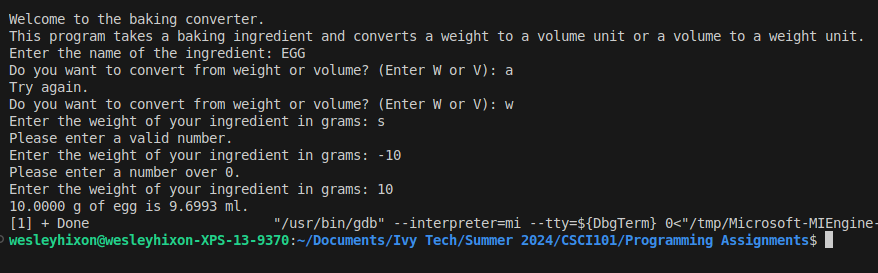 Welcome to the baking converter.
This program takes a baking ingredient and converts a weight to a volume unit or a volume to a weight unit.
Enter the name of the ingredient: EGG
Do you want to convert from weight or volume? (Enter W or V): a
Try again.
Do you want to convert from weight or volume? (Enter W or V): w
Enter the weight of your ingredient in grams: s
Please enter a valid number.
Enter the weight of your ingredient in grams: -10
Please enter a number over 0.
Enter the weight of your ingredient in grams: 10
10.0000 g of egg is 9.6993 ml.
[1] + Done                       "/usr/bin/gdb" --interpreter=mi --tty=${DbgTerm} 0<"/tmp/Microsoft-MIEngine-
wesleyhixon@wesleyhixon-XPS-13-9370:~/Documents/Ivy Tech/Summer 2024/CSCI101/Programming Assignments$